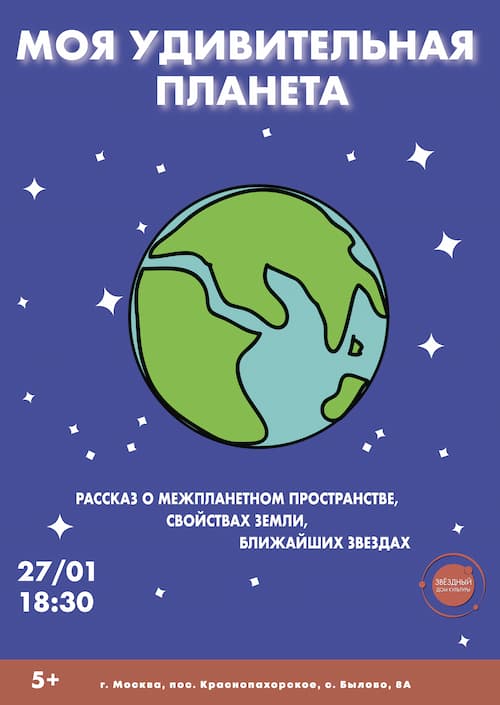 МОЯ УДИВИТЕЛЬНАЯ
ПЛАНЕТА
РАССКАЗ О МЕЖПЛАНЕТНОМ ПРОСТРАНСТВЕ,
СВОЙСТВАХ ЗЕМЛИ,
БЛИЖАЙШИХ ЗВЕЗДАХ
27/01
18:30
ЗВЁЗДНЫЙ
ДОМ КУЛЬТУРЫ
5+
г. Москва, пос. Краснопахорское, с. Былово, 8А